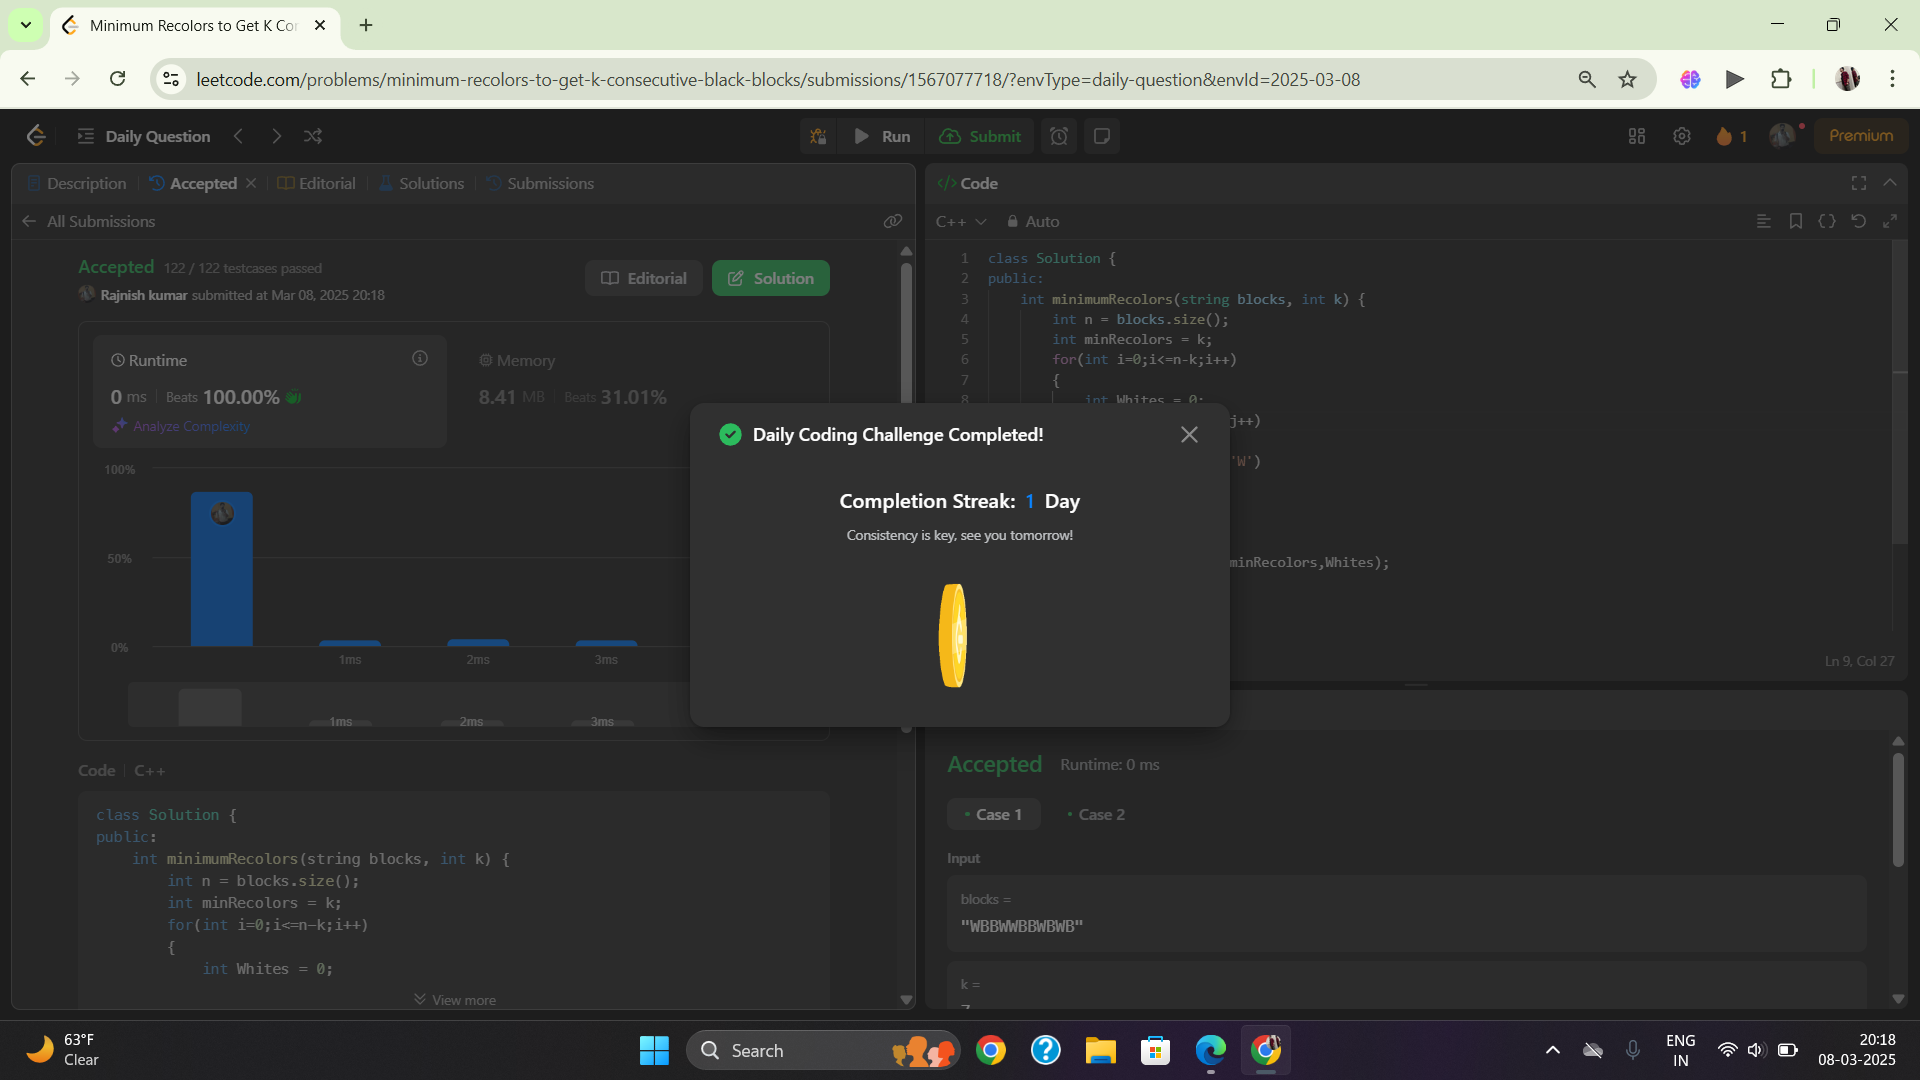 Minimum Recolors to Get K Con
leetcode.com/problems/minimum-recolors-to-get-k-consecutive-black-blocks/submissions/1567077718/?envType=daily-question&envId=2025-03-08
Daily Question
Run
Submit
1
Premium
Description
Accepted
Editorial
Solutions
Submissions
All Submissions
Accepted 122 / 122 testcases passed
Rajnish kumar submitted at Mar 08, 2025 20:18
Editorial
Solution
Runtime
0 ms Beats 100.00%
Analyze Complexity
Memory
8.41 MB Beats 31.01%
100%
50%
0%
1ms 2ms 3ms
1ms 2ms 3ms
Code C++
class Solution {
public:
    int minimumRecolors(string blocks, int k) {
        int n = blocks.size();
        int minRecolors = k;
        for(int i=0;i<=n-k;i++)
        {
            int Whites = 0;
View more
</> Code
C++ Auto
1 class Solution {
2 public:
3     int minimumRecolors(string blocks, int k) {
4         int n = blocks.size();
5         int minRecolors = k;
6         for(int i=0;i<=n-k;i++)
7         {
8             int Whites = 0;
j++)
'W')
minRecolors,Whites);
Ln 9, Col 27
Daily Coding Challenge Completed!
Completion Streak: 1 Day
Consistency is key, see you tomorrow!
Accepted Runtime: 0 ms
Case 1 Case 2
Input
blocks =
"WBBWWBBWBWB"
k =
63°F
Clear
Search
ENG
IN
20:18
08-03-2025